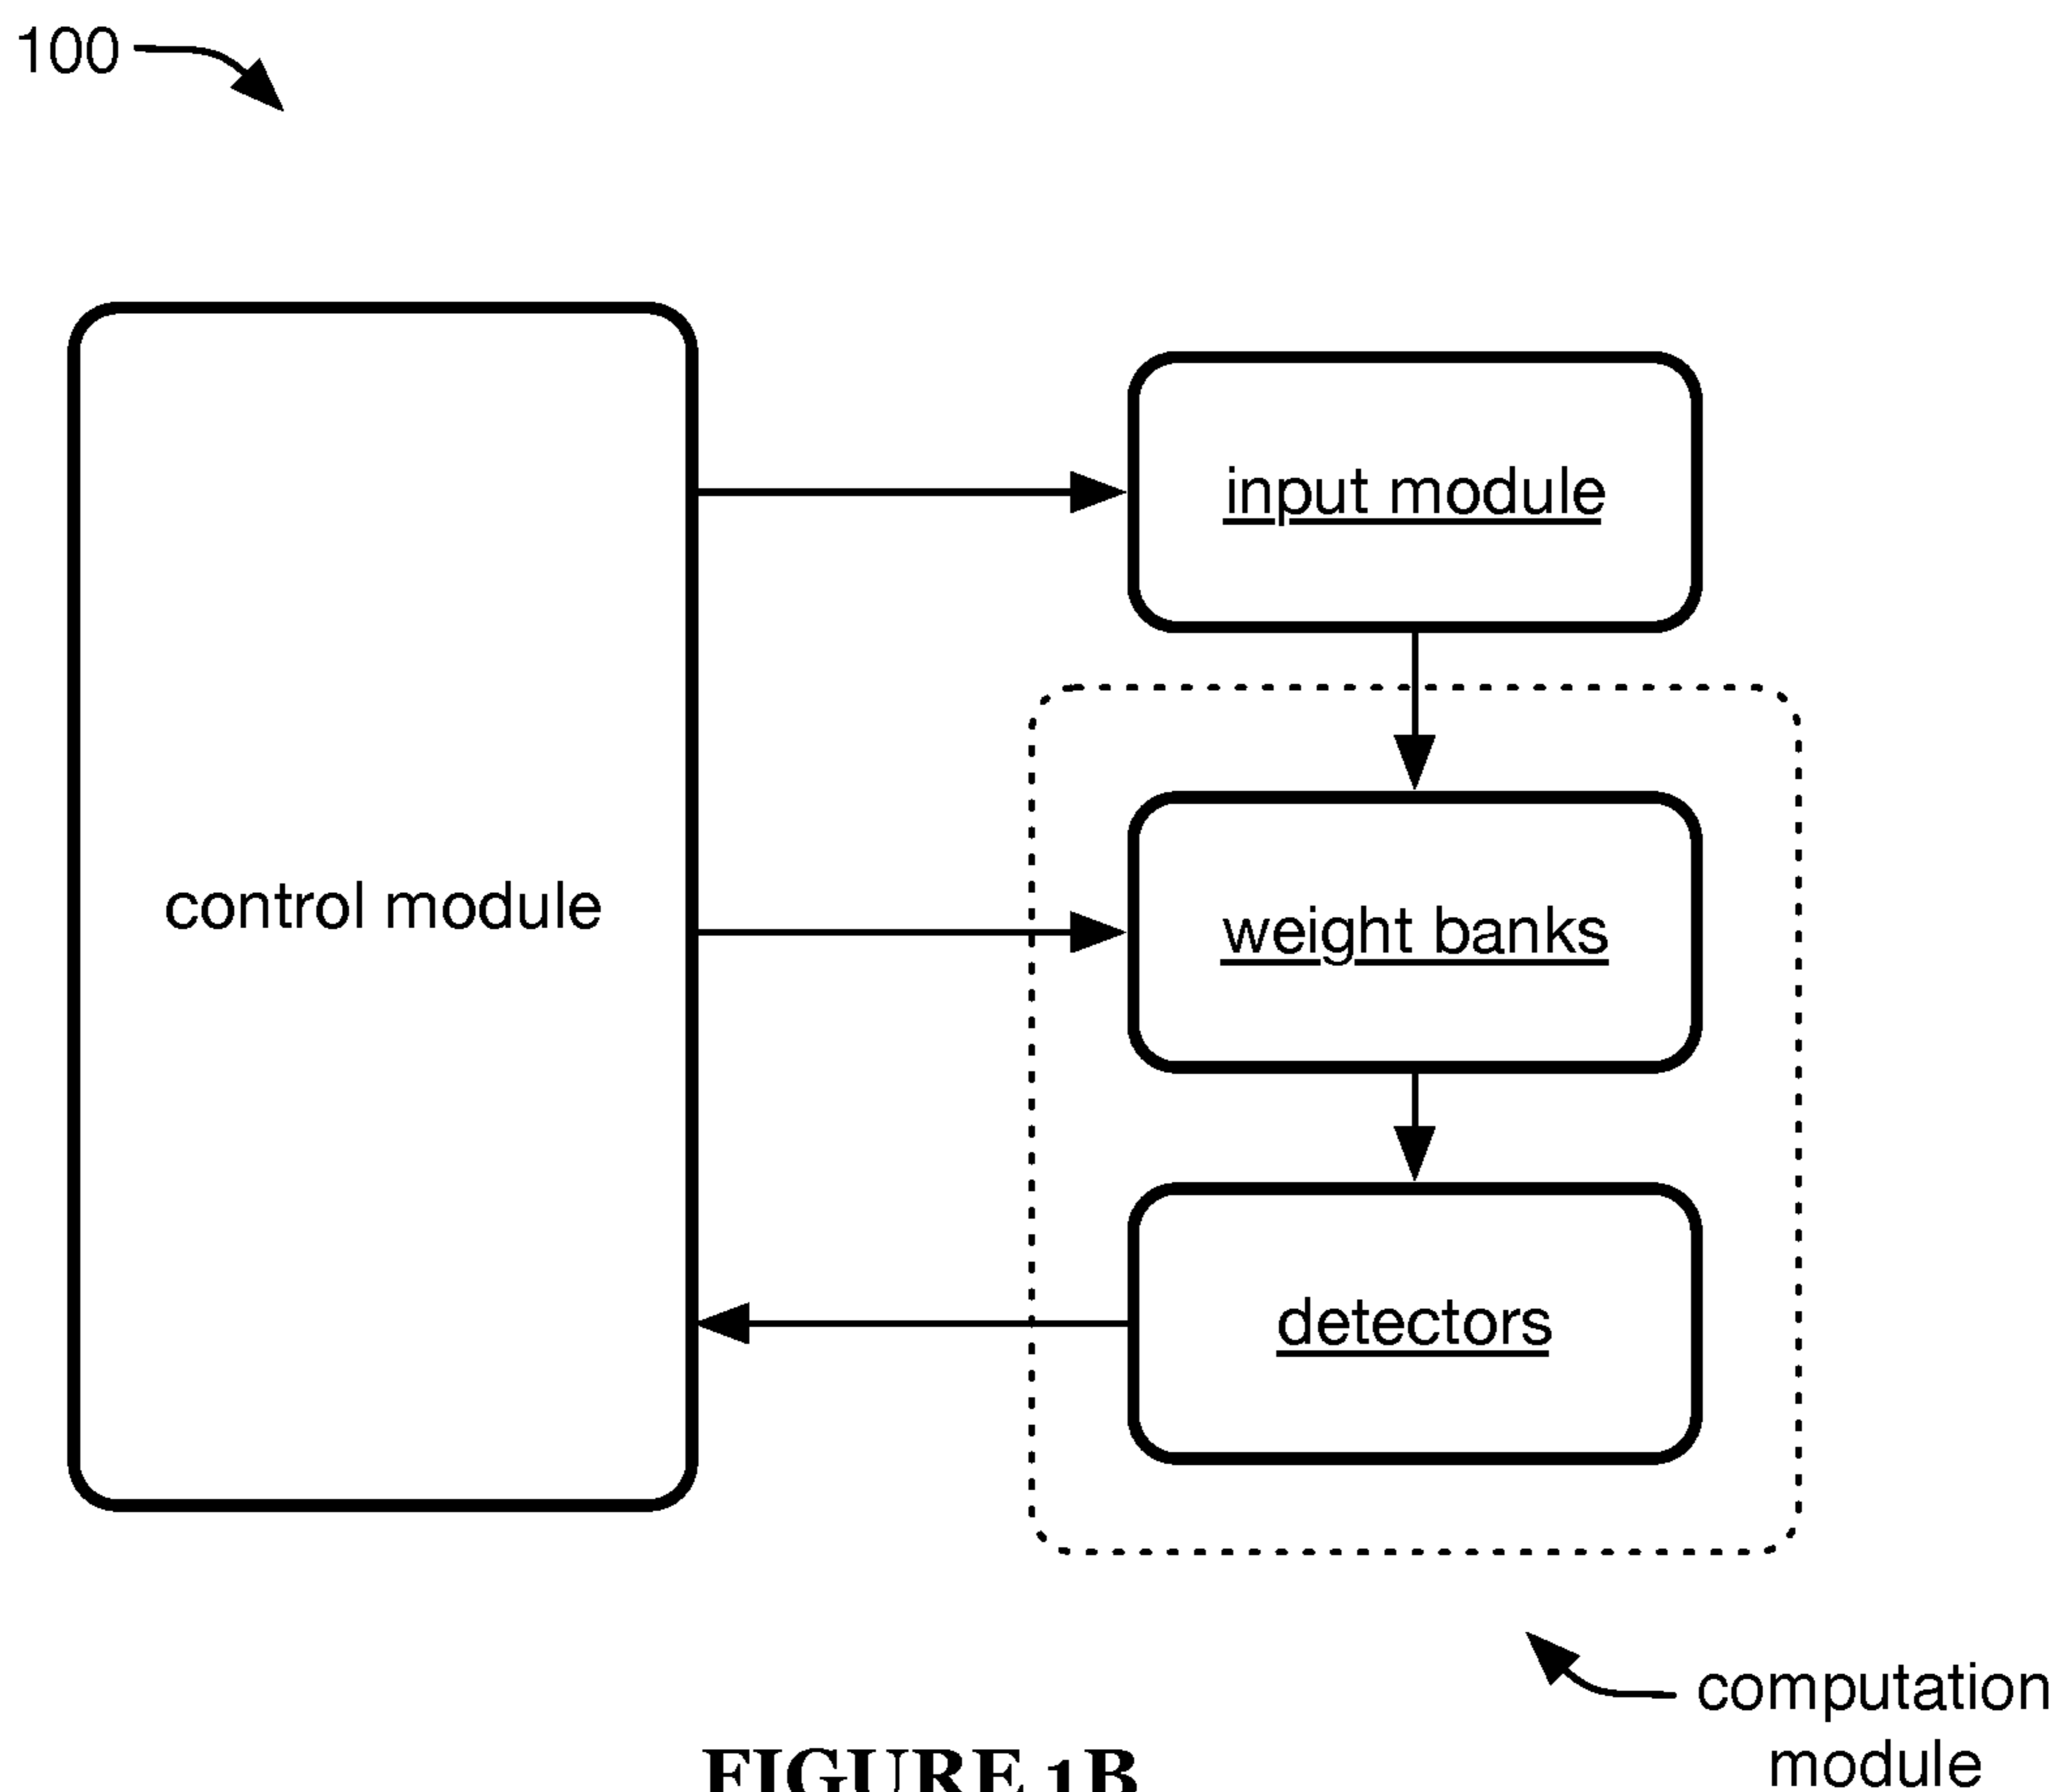 100
input module
control module
weight banks
detectors
computation
module
FIGURE 1B